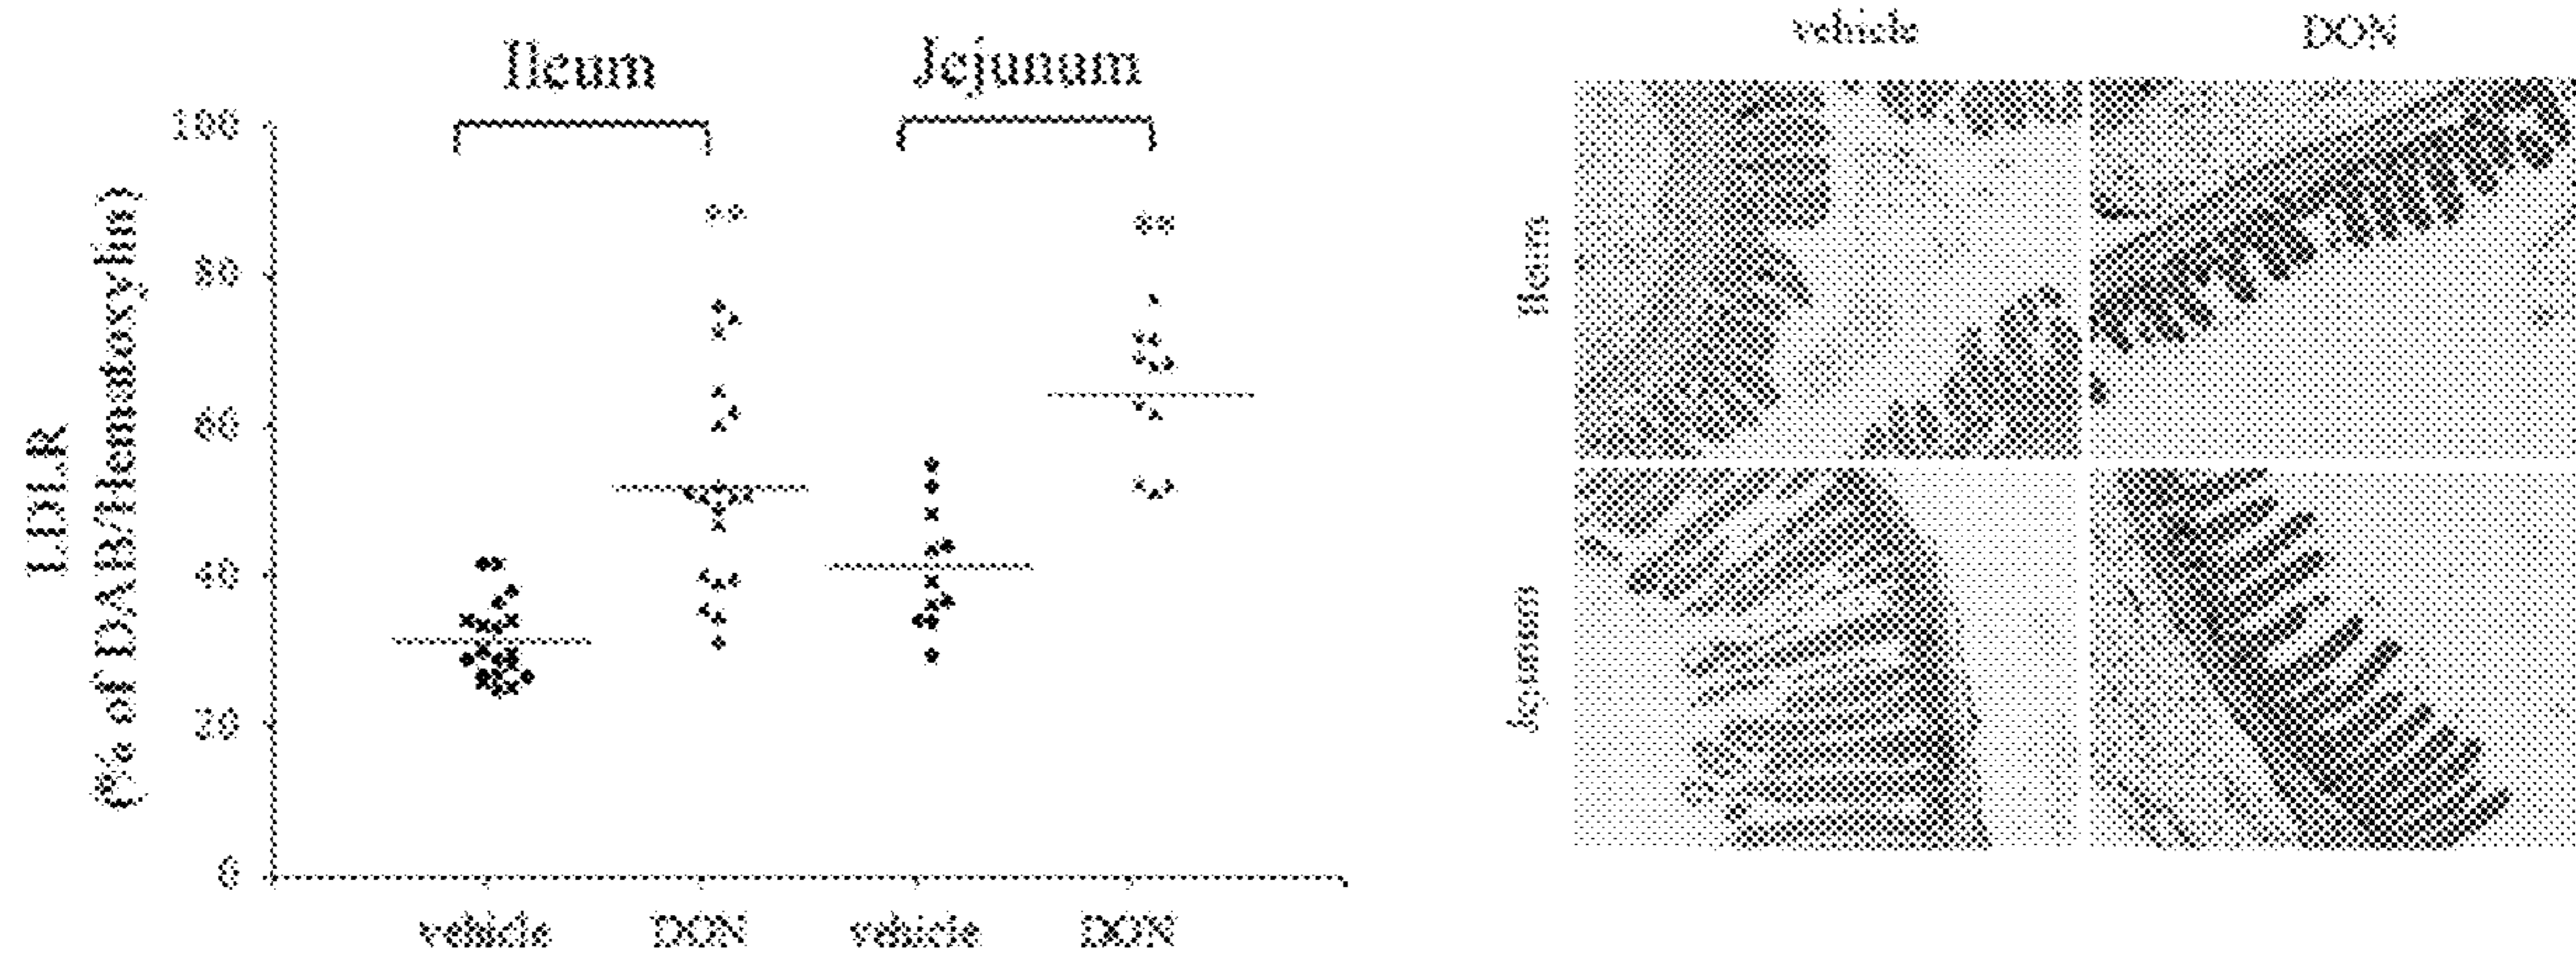 Ileum Jejunum
100
80
60
40
20
0
LDLR
(% of DAB/Hematoxylin)
**
**
vehicle DON vehicle DON
vehicle DON
Ileum
Jejunum